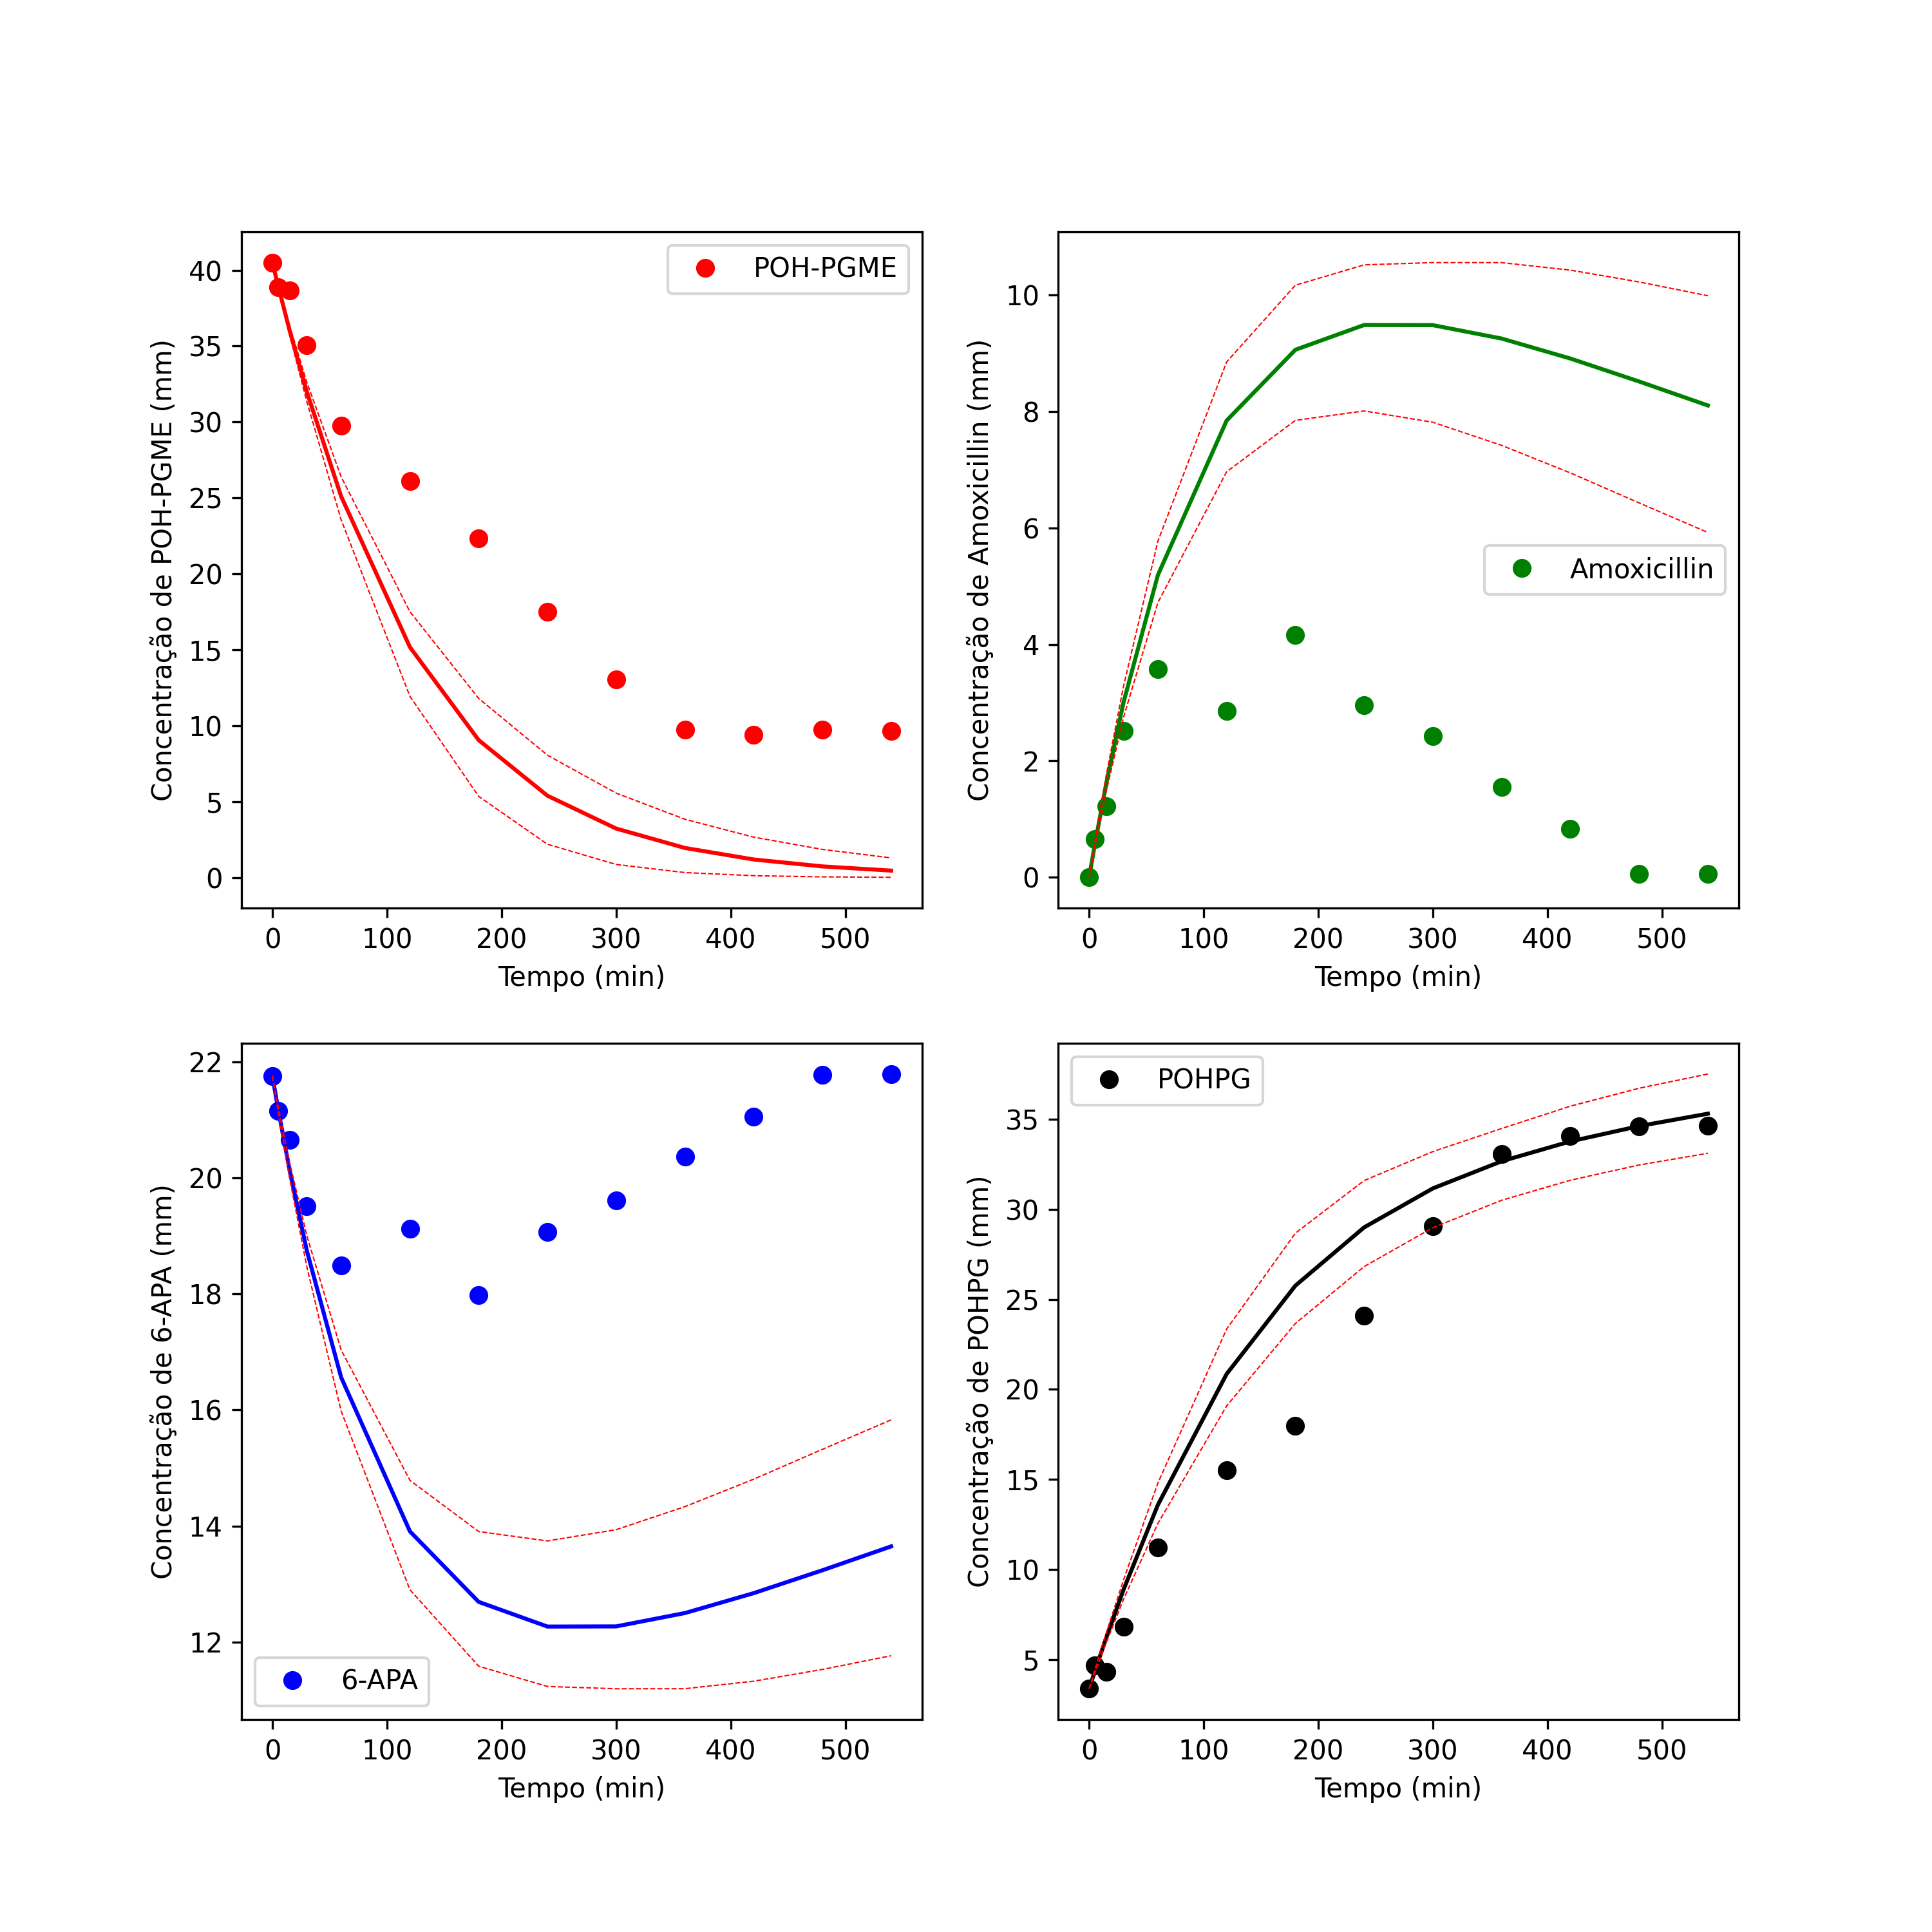 POH-PGME
40
35
30
25
20
15
10
5
0
Concentração de POH-PGME (mm)
0 100 200 300 400 500
Tempo (min)
Amoxicillin
10
8
6
4
2
0
Concentração de Amoxicillin (mm)
0 100 200 300 400 500
Tempo (min)
6-APA
22
20
18
16
14
12
Concentração de 6-APA (mm)
0 100 200 300 400 500
Tempo (min)
POHPG
35
30
25
20
15
10
5
Concentração de POHPG (mm)
0 100 200 300 400 500
Tempo (min)